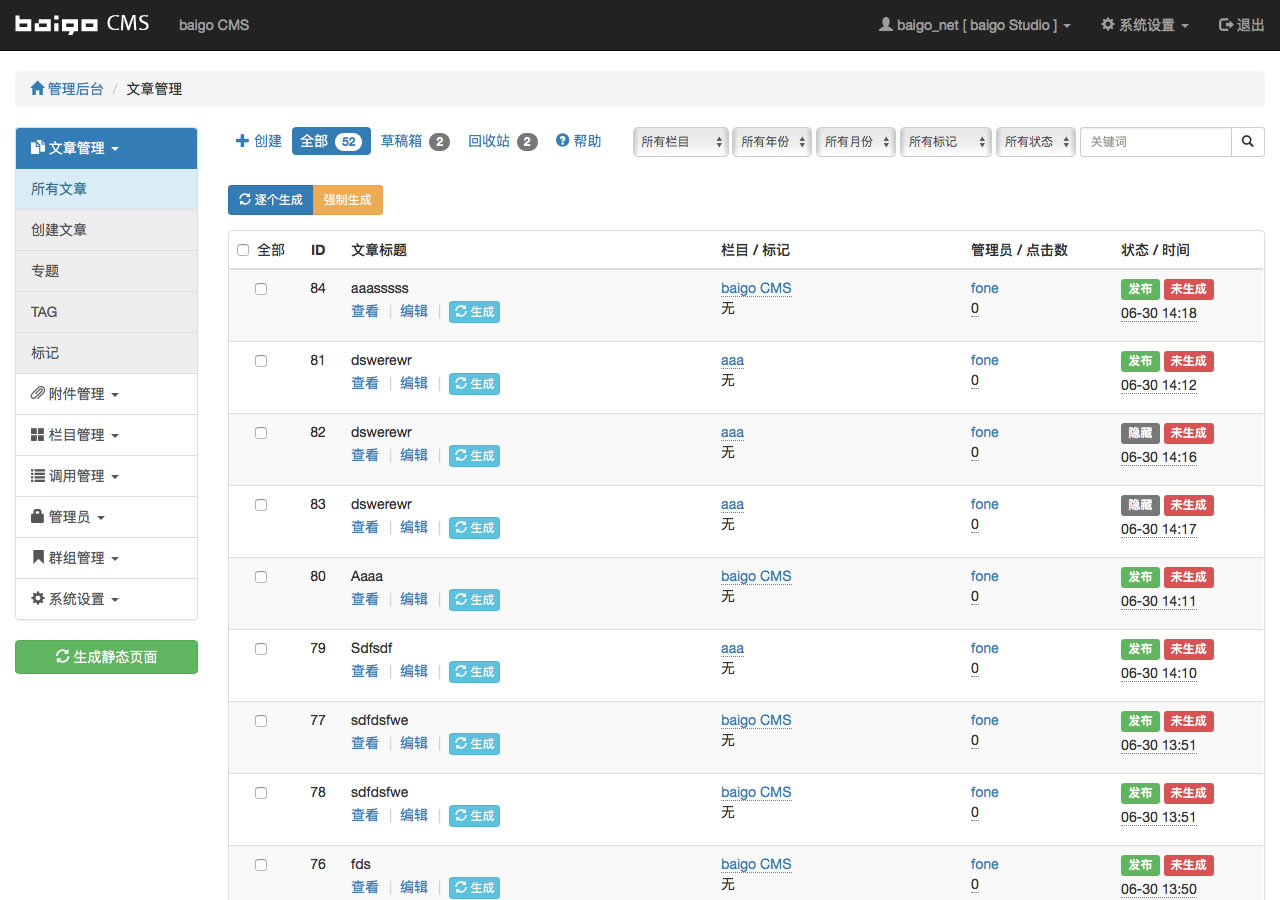 baigo CMS baigo CMS baigo_net [ baigo Studio ] 系统设置 退出
管理后台 / 文章管理
文章管理
所有文章
创建文章
专题
TAG
标记
附件管理
栏目管理
调用管理
管理员
群组管理
系统设置
生成静态页面
创建 全部 52 草稿箱 2 回收站 2 帮助 所有栏目 所有年份 所有月份 所有标记 所有状态 关键词
逐个生成 强制生成
全部 ID 文章标题 栏目 / 标记 管理员 / 点击数 状态 / 时间
84 aaasssss baigo CMS fone 发布 未生成
查看 | 编辑 | 生成 无 0 06-30 14:18
81 dswerewr aaa fone 发布 未生成
查看 | 编辑 | 生成 无 0 06-30 14:12
82 dswerewr aaa fone 隐藏 未生成
查看 | 编辑 | 生成 无 0 06-30 14:16
83 dswerewr aaa fone 隐藏 未生成
查看 | 编辑 | 生成 无 0 06-30 14:17
80 Aaaa baigo CMS fone 发布 未生成
查看 | 编辑 | 生成 无 0 06-30 14:11
79 Sdfsdf aaa fone 发布 未生成
查看 | 编辑 | 生成 无 0 06-30 14:10
77 sdfdsfwe baigo CMS fone 发布 未生成
查看 | 编辑 | 生成 无 0 06-30 13:51
78 sdfdsfwe baigo CMS fone 发布 未生成
查看 | 编辑 | 生成 无 0 06-30 13:51
76 fds baigo CMS fone 发布 未生成
查看 | 编辑 | 生成 无 0 06-30 13:50